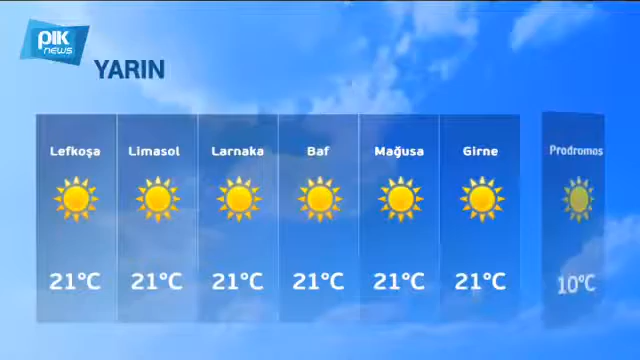 PIK
NEWS
YARIN
Lefkoşa Limasol Larnaka Baf Mağusa Girne Prodromos
21°C 21°C 21°C 21°C 21°C 21°C 10°C